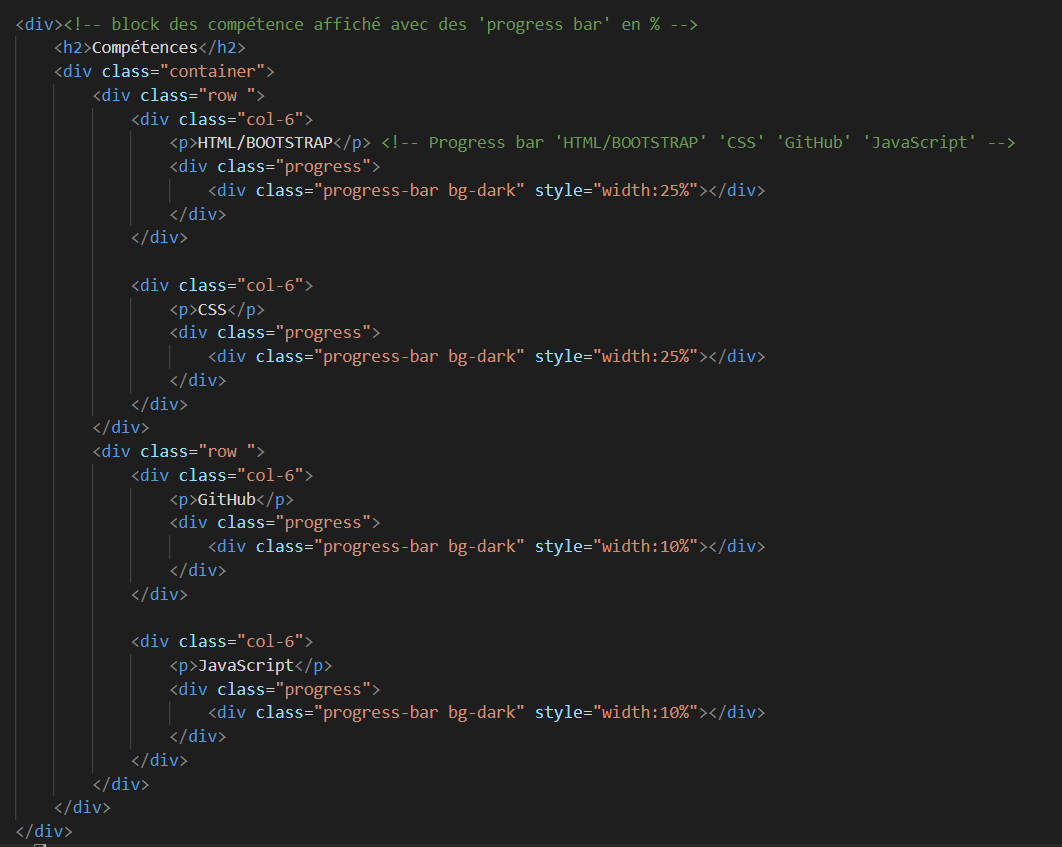 <div><!-- block des compétence affiché avec des 'progress bar' en % -->
    <h2>Compétences</h2>
    <div class="container">
        <div class="row ">
            <div class="col-6">
                <p>HTML/BOOTSTRAP</p> <!-- Progress bar 'HTML/BOOTSTRAP' 'CSS' 'GitHub' 'JavaScript' -->
                <div class="progress">
                    <div class="progress-bar bg-dark" style="width:25%"></div>
                </div>
            </div>

            <div class="col-6">
                <p>CSS</p>
                <div class="progress">
                    <div class="progress-bar bg-dark" style="width:25%"></div>
                </div>
            </div>
        </div>
        <div class="row ">
            <div class="col-6">
                <p>GitHub</p>
                <div class="progress">
                    <div class="progress-bar bg-dark" style="width:10%"></div>
                </div>
            </div>

            <div class="col-6">
                <p>JavaScript</p>
                <div class="progress">
                    <div class="progress-bar bg-dark" style="width:10%"></div>
                </div>
            </div>
        </div>
    </div>
</div>